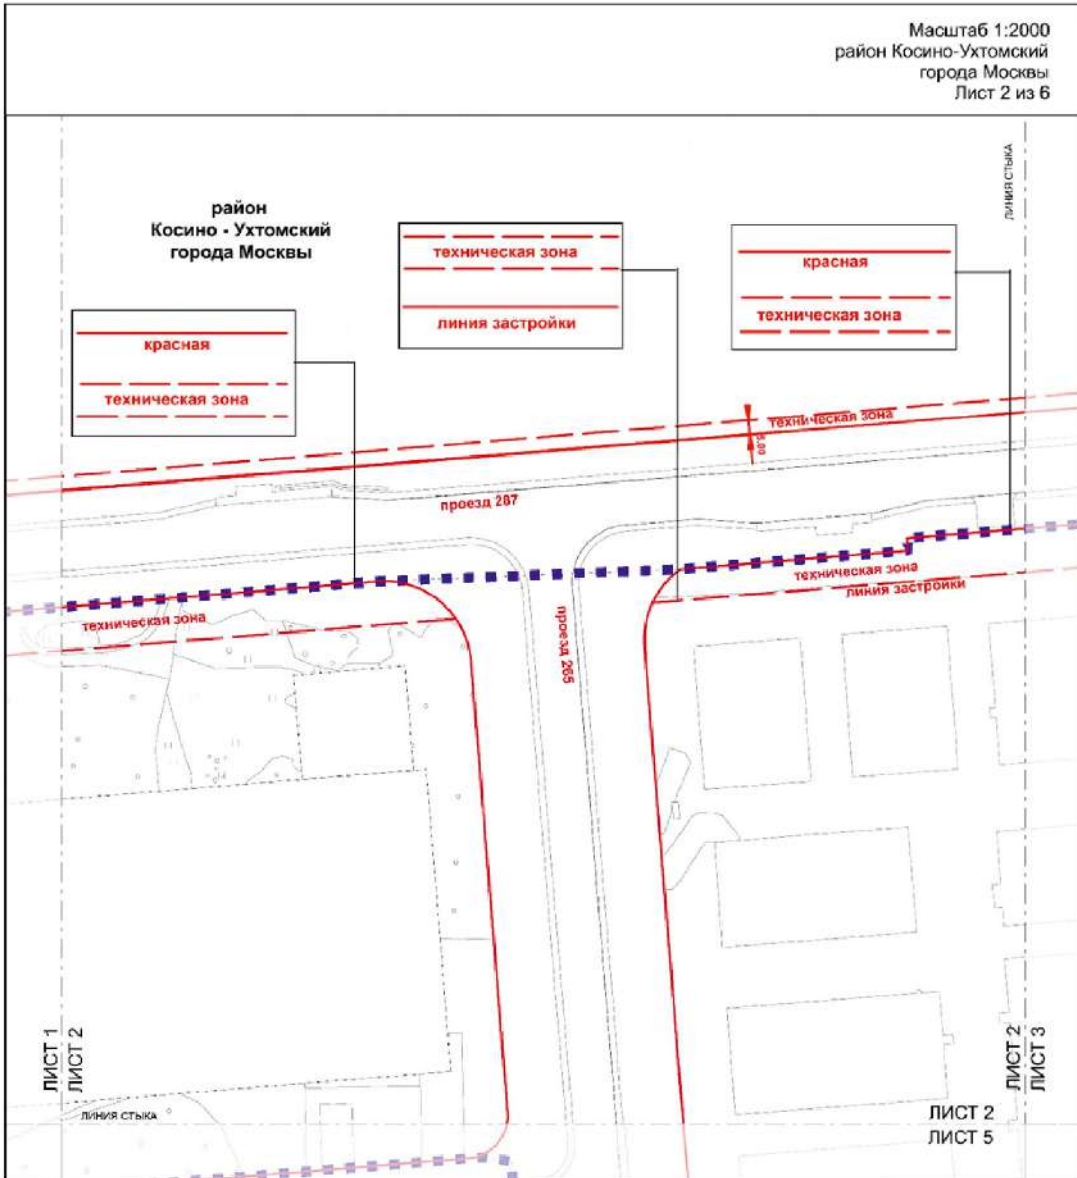 Масштаб 1:2000
район Косино-Ухтомский
города Москвы
Лист 2 из 6
ЛИНИЯ СТЫКА
район
Косино - Ухтомский
города Москвы
техническая зона
линия застройки
красная
техническая зона
красная
техническая зона
техническая зона
5.00
проезд 287
техническая зона
линия застройки
техническая зона
проезд 265
ЛИСТ 1
ЛИСТ 2
ЛИСТ 2
ЛИСТ 3
ЛИНИЯ СТЫКА
ЛИСТ 2
ЛИСТ 5